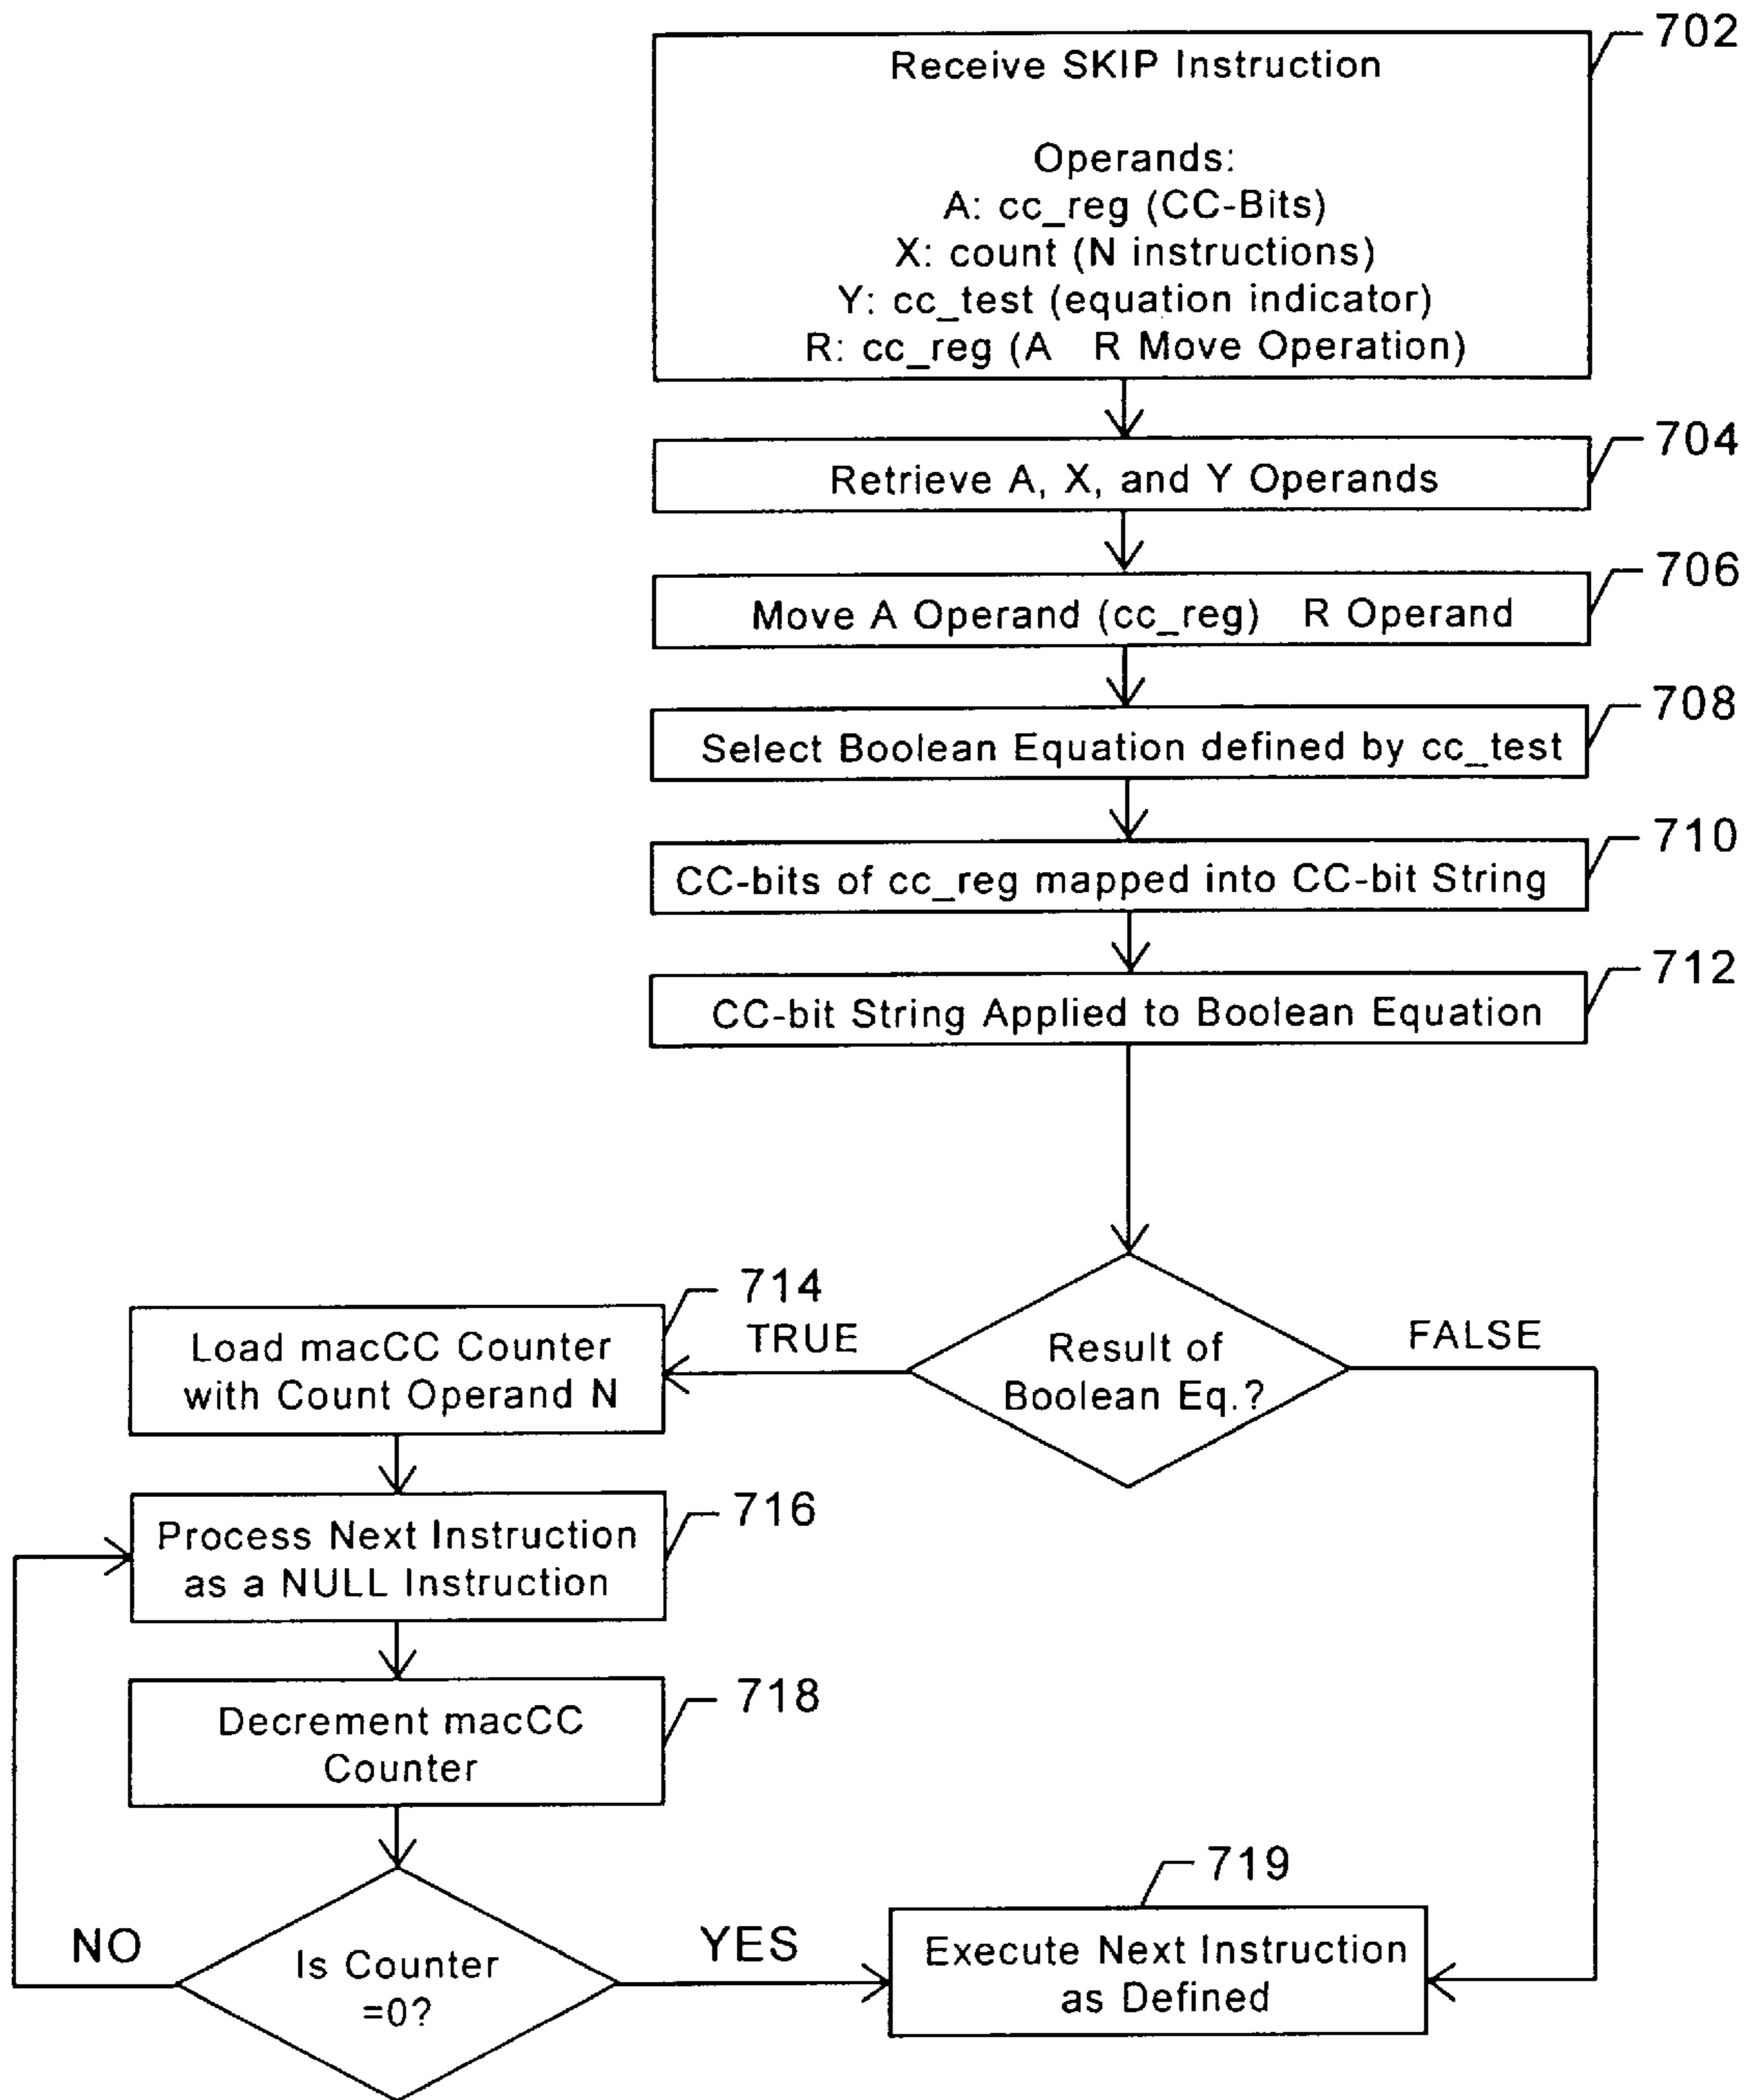 702
Receive SKIP Instruction
Operands:
A: cc_reg (CC-Bits)
X: count (N instructions)
Y: cc_test (equation indicator)
R: cc_reg (A R Move Operation)
704
Retrieve A, X, and Y Operands
706
Move A Operand (cc_reg) R Operand
708
Select Boolean Equation defined by cc_test
710
CC-bits of cc_reg mapped into CC-bit String
712
CC-bit String Applied to Boolean Equation
714
Load macCC Counter
with Count Operand N
TRUE
Result of
Boolean Eq.?
FALSE
716
Process Next Instruction
as a NULL Instruction
718
Decrement macCC
Counter
NO
Is Counter
=0?
YES
719
Execute Next Instruction
as Defined